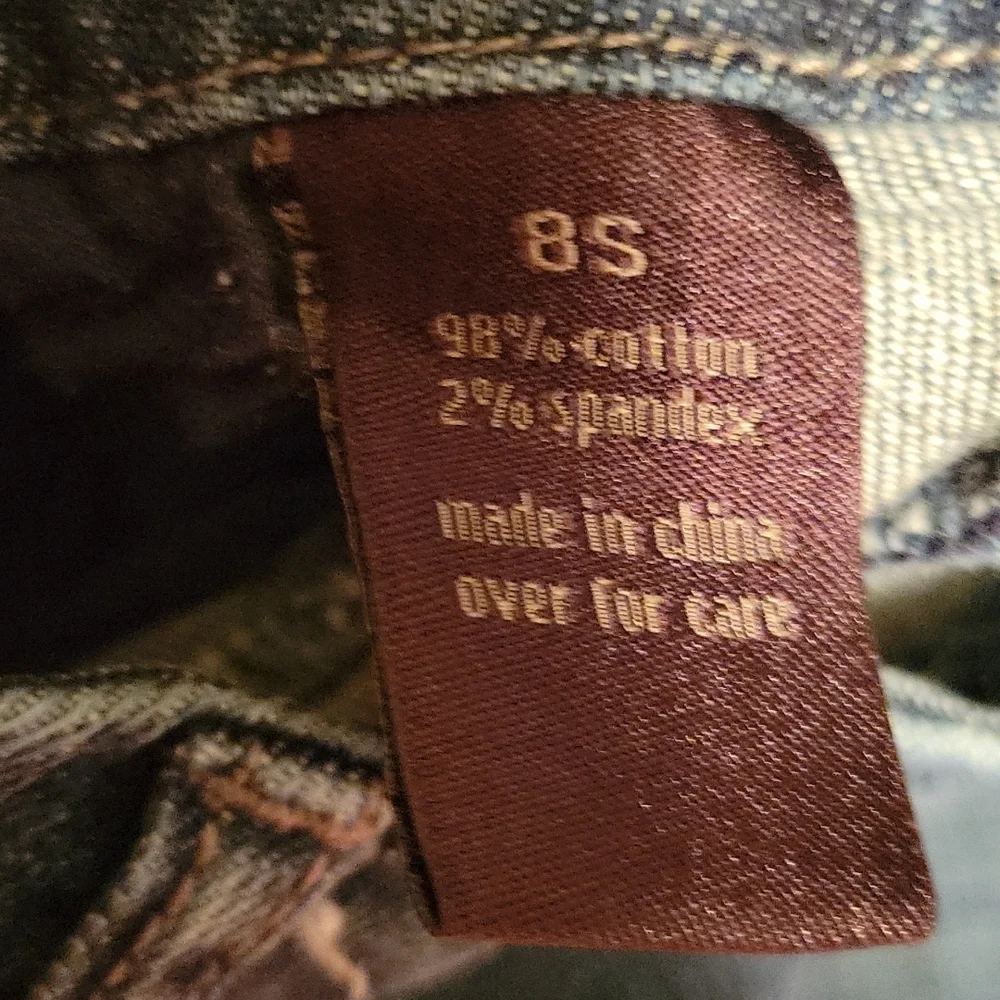 8S
98% cotton
2% spandex
made in china
over for care